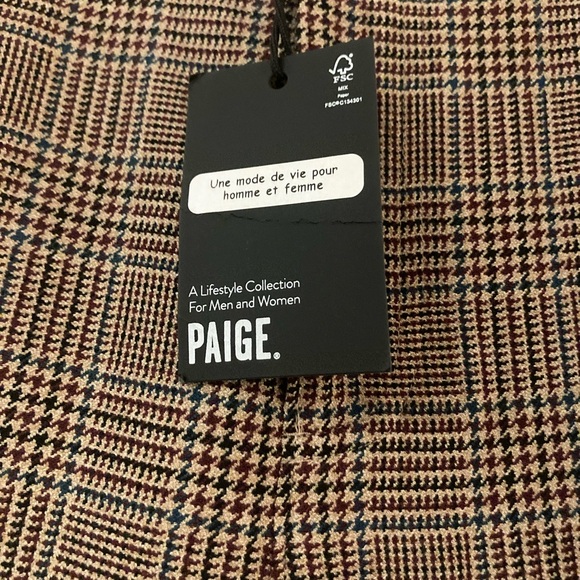 FSC
MIX
Paper
FSC® C134301
Une mode de vie pour
homme et femme
A Lifestyle Collection
For Men and Women
PAIGE®